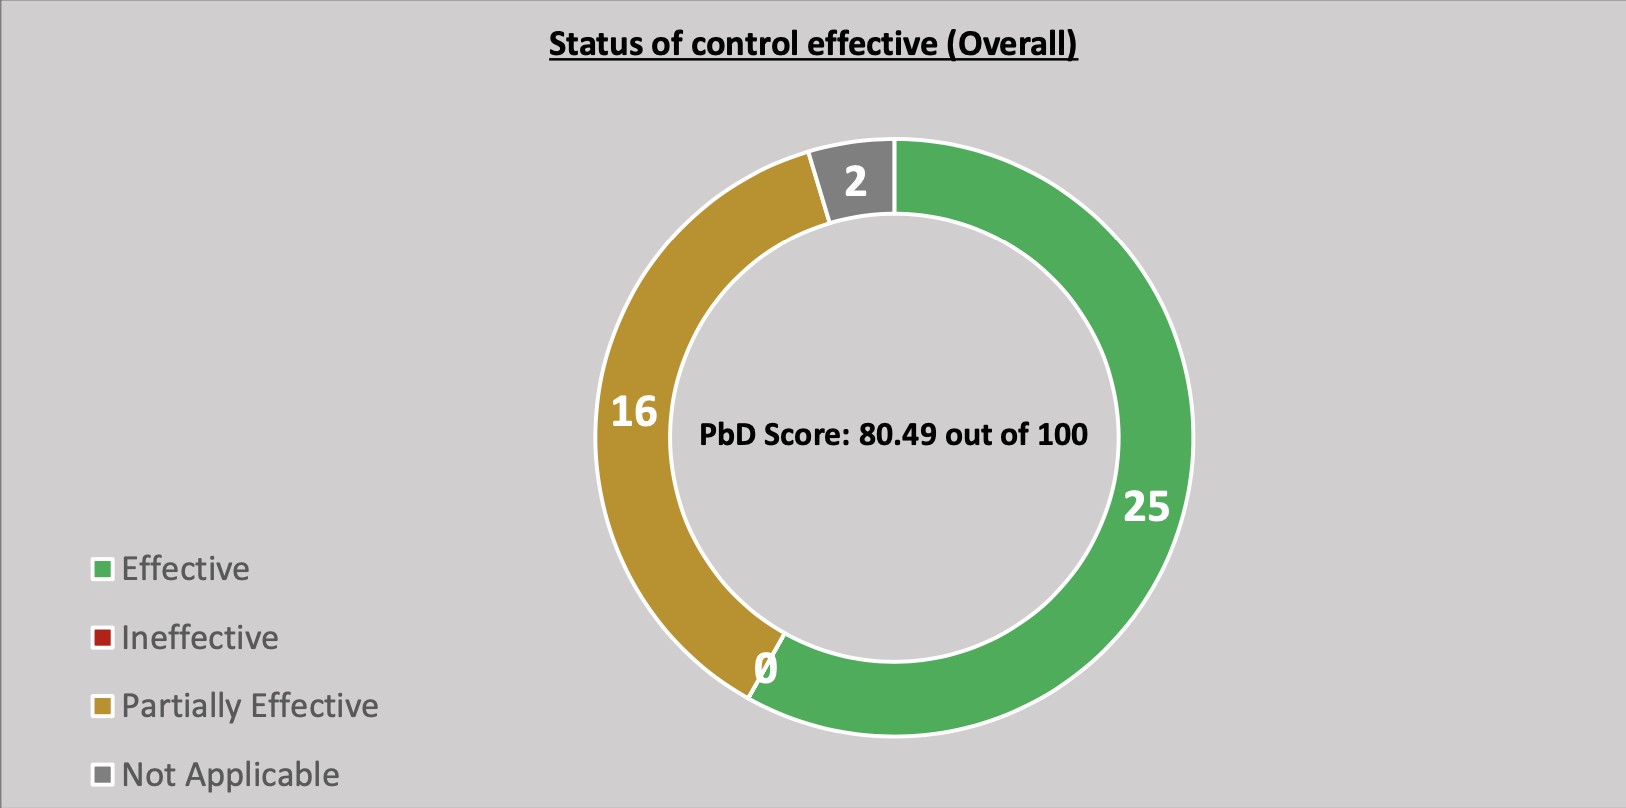 Status of control effective (Overall)
2
16
PbD Score: 80.49 out of 100
25
0
Effective
Ineffective
Partially Effective
Not Applicable